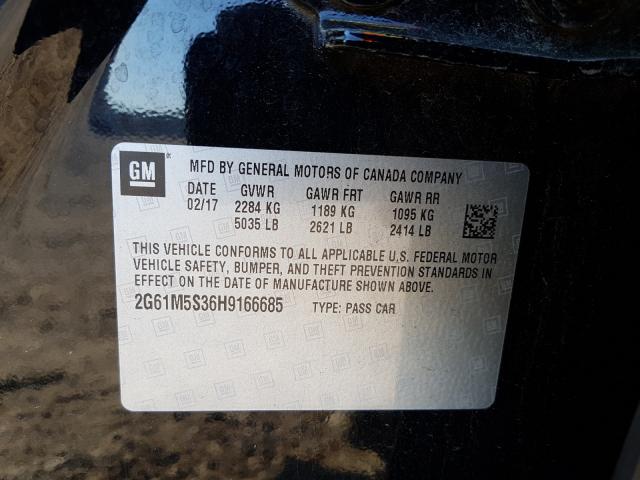 GM
MFD BY GENERAL MOTORS OF CANADA COMPANY
DATE GVWR GAWR FRT GAWR RR
02/17 2284 KG 1189 KG 1095 KG
5035 LB 2621 LB 2414 LB
THIS VEHICLE CONFORMS TO ALL APPLICABLE U.S. FEDERAL MOTOR
VEHICLE SAFETY, BUMPER, AND THEFT PREVENTION STANDARDS IN
EFFECT ON THE DATE OF MANUFACTURE SHOWN ABOVE.
2G61M5S36H9166685 TYPE: PASS CAR